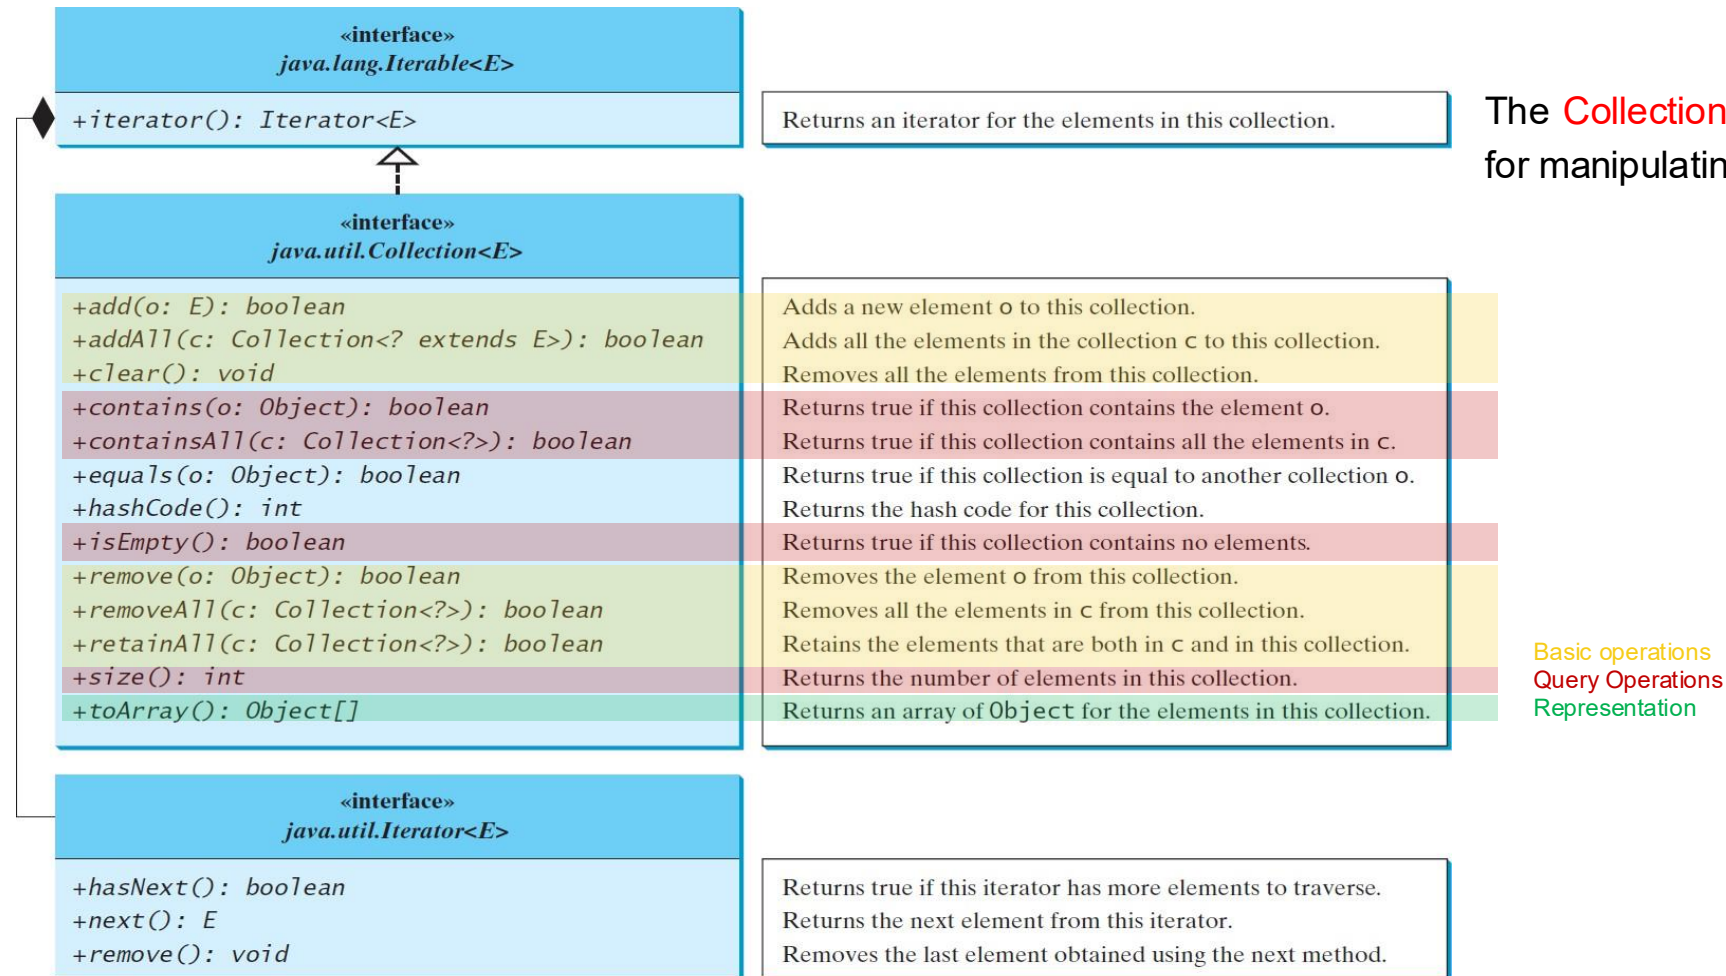 «interface»
java.lang.Iterable<E>
+iterator(): Iterator<E>
Returns an iterator for the elements in this collection.
The Collection
for manipulatin
«interface»
java.util.Collection<E>
+add(o: E): boolean
Adds a new element o to this collection.
+addAll(c: Collection<? extends E>): boolean
Adds all the elements in the collection c to this collection.
+clear(): void
Removes all the elements from this collection.
+contains(o: Object): boolean
Returns true if this collection contains the element o.
+containsAll(c: Collection<?>): boolean
Returns true if this collection contains all the elements in c.
+equals(o: Object): boolean
Returns true if this collection is equal to another collection o.
+hashCode(): int
Returns the hash code for this collection.
+isEmpty(): boolean
Returns true if this collection contains no elements.
+remove(o: Object): boolean
Removes the element o from this collection.
+removeAll(c: Collection<?>): boolean
Removes all the elements in c from this collection.
+retainAll(c: Collection<?>): boolean
Retains the elements that are both in c and in this collection.
+size(): int
Returns the number of elements in this collection.
+toArray(): Object[]
Returns an array of Object for the elements in this collection.
Basic operations
Query Operations
Representation
«interface»
java.util.Iterator<E>
+hasNext(): boolean
Returns true if this iterator has more elements to traverse.
+next(): E
Returns the next element from this iterator.
+remove(): void
Removes the last element obtained using the next method.